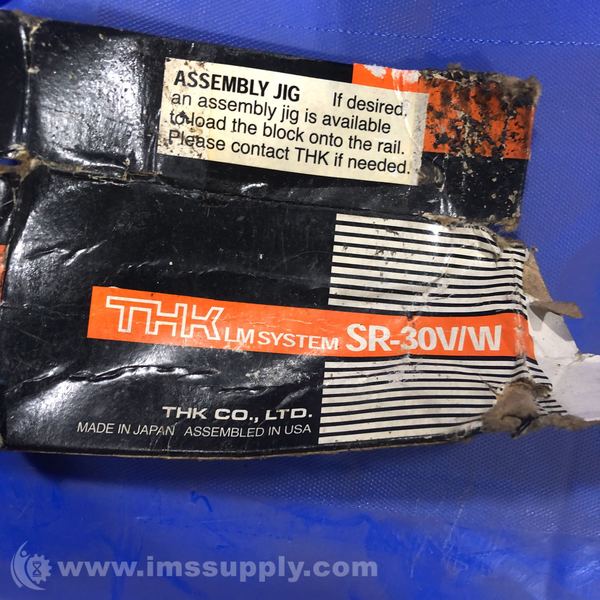 ASSEMBLY JIG If desired.
an assembly jig is available
to load the block onto the rail.
Please contact THK if needed.
THK LM SYSTEM SR-30V/W
THK CO., LTD.
MADE IN JAPAN ASSEMBLED IN USA
www.imssupply.com